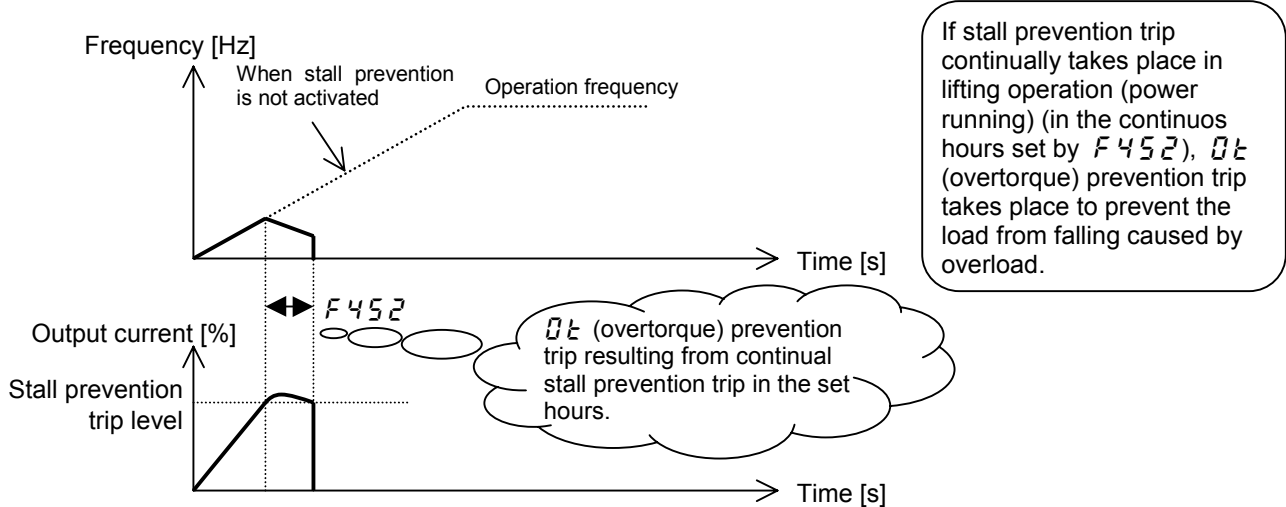 Frequency [Hz]
When stall prevention
is not activated
Operation frequency
Time [s]
If stall prevention trip
continually takes place in
lifting operation (power
running) (in the continuos
hours set by F452), Ot
(overtorque) prevention trip
takes place to prevent the
load from falling caused by
overload.
F452
Output current [%]
Stall prevention
trip level
Ot (overtorque) prevention
trip resulting from continual
stall prevention trip in the set
hours.
Time [s]